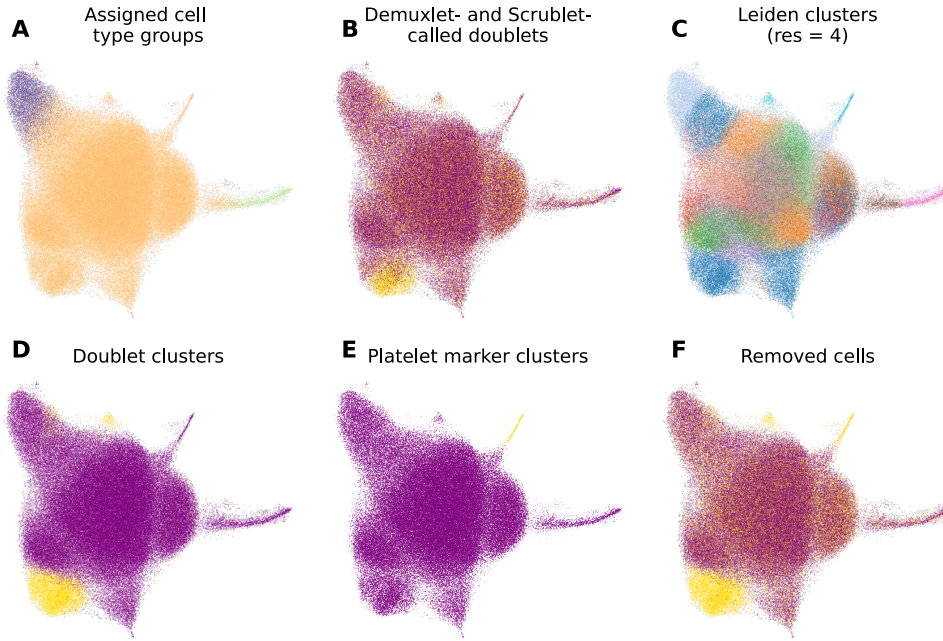 A
Assigned cell
type groups
B
Demuxlet- and Scrublet-
called doublets
C
Leiden clusters
(res = 4)
D
Doublet clusters
E
Platelet marker clusters
F
Removed cells